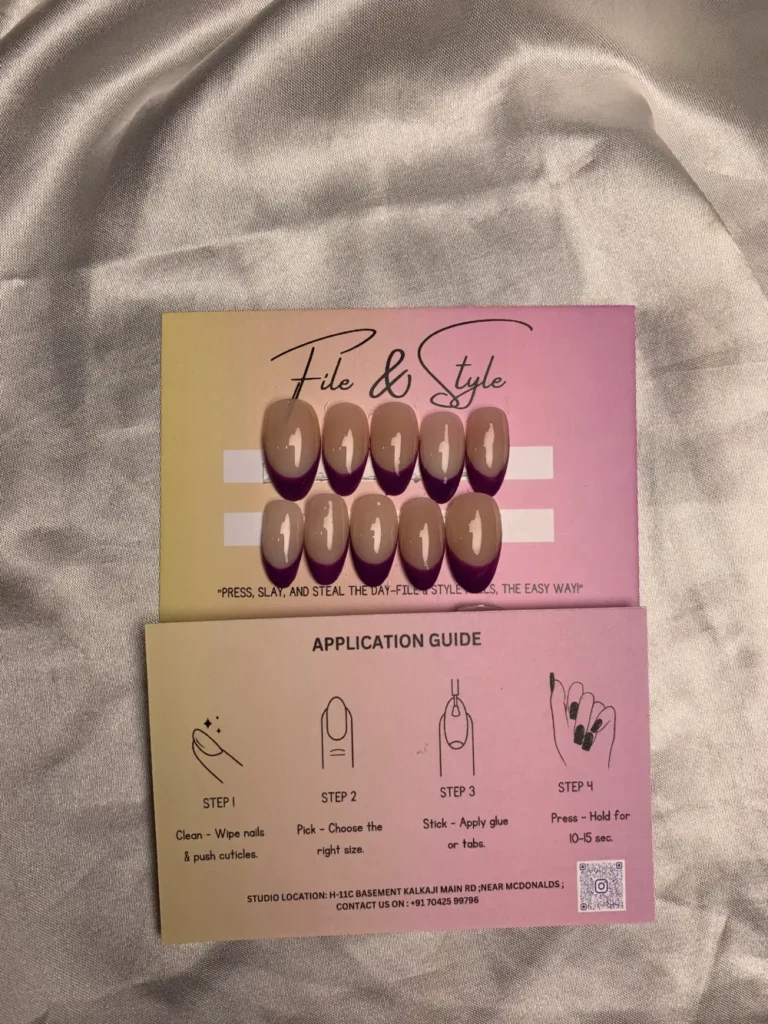 File & Style
"PRESS, SLAY, AND STEAL THE DAY-FILE & STYLE NAILS, THE EASY WAY!"
APPLICATION GUIDE
STEP 1
Clean - Wipe nails
& push cuticles.
STEP 2
Pick - Choose the
right size.
STEP 3
Stick - Apply glue
or tabs.
STEP 4
Press - Hold for
10-15 sec.
STUDIO LOCATION: H-11C BASEMENT KALKAJI MAIN RD ;NEAR MCDONALDS ;
CONTACT US ON : +91 70425 99796